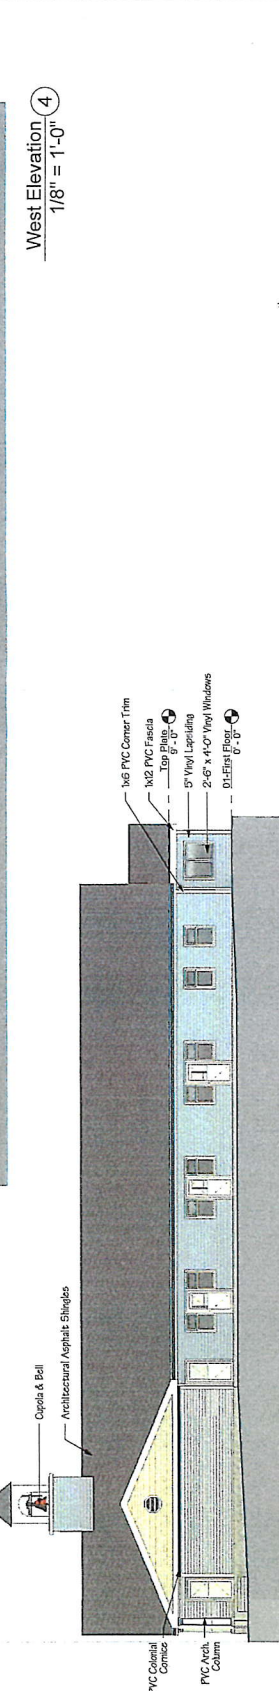 West Elevation 4
1/8" = 1'-0"
1x6 PVC Corner Trim
1x12 PVC Fascia
Top Plate
9' - 0"
5" Vinyl Lapsiding
2'-6" x 4'-0" Vinyl Windows
01-First Floor
0' - 0"
Cupola & Bell
Architectural Asphalt Shingles
PVC Colonial
Cornice
PVC Arch.
Column